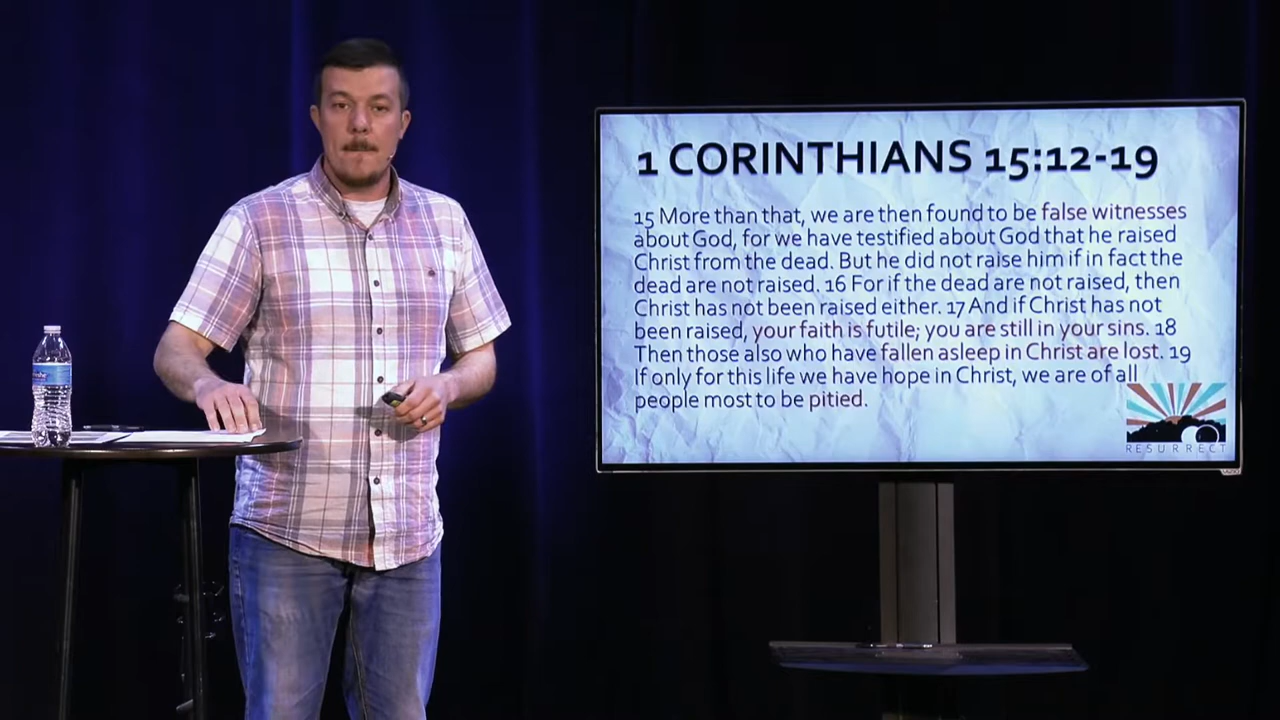 1 CORINTHIANS 15:12-19
15 More than that, we are then found to be false witnesses
about God, for we have testified about God that he raised
Christ from the dead. But he did not raise him if in fact the
dead are not raised. 16 For if the dead are not raised, then
Christ has not been raised either. 17 And if Christ has not
been raised, your faith is futile; you are still in your sins. 18
Then those also who have fallen asleep in Christ are lost. 19
If only for this life we have hope in Christ, we are of all
people most to be pitied.
RESURRECT